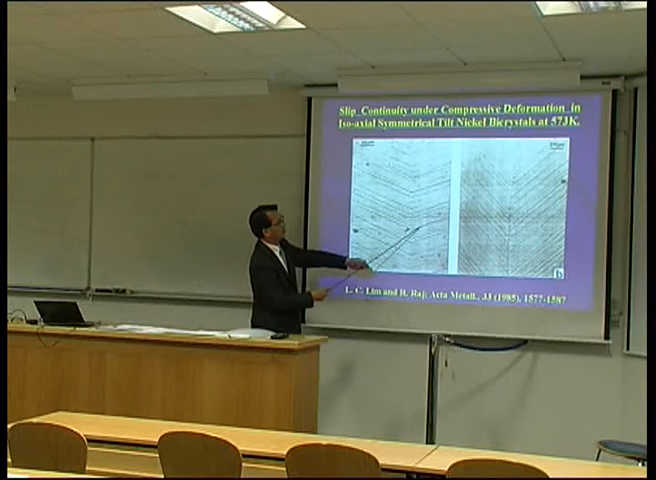 Slip Continuity under Compressive Deformation in
Iso-axial Symmetrical Tilt Nickel Bicrystals at 573K.
b
L. C. Lim and R. Raj; Acta Metall., 33 (1985), 1577-1587